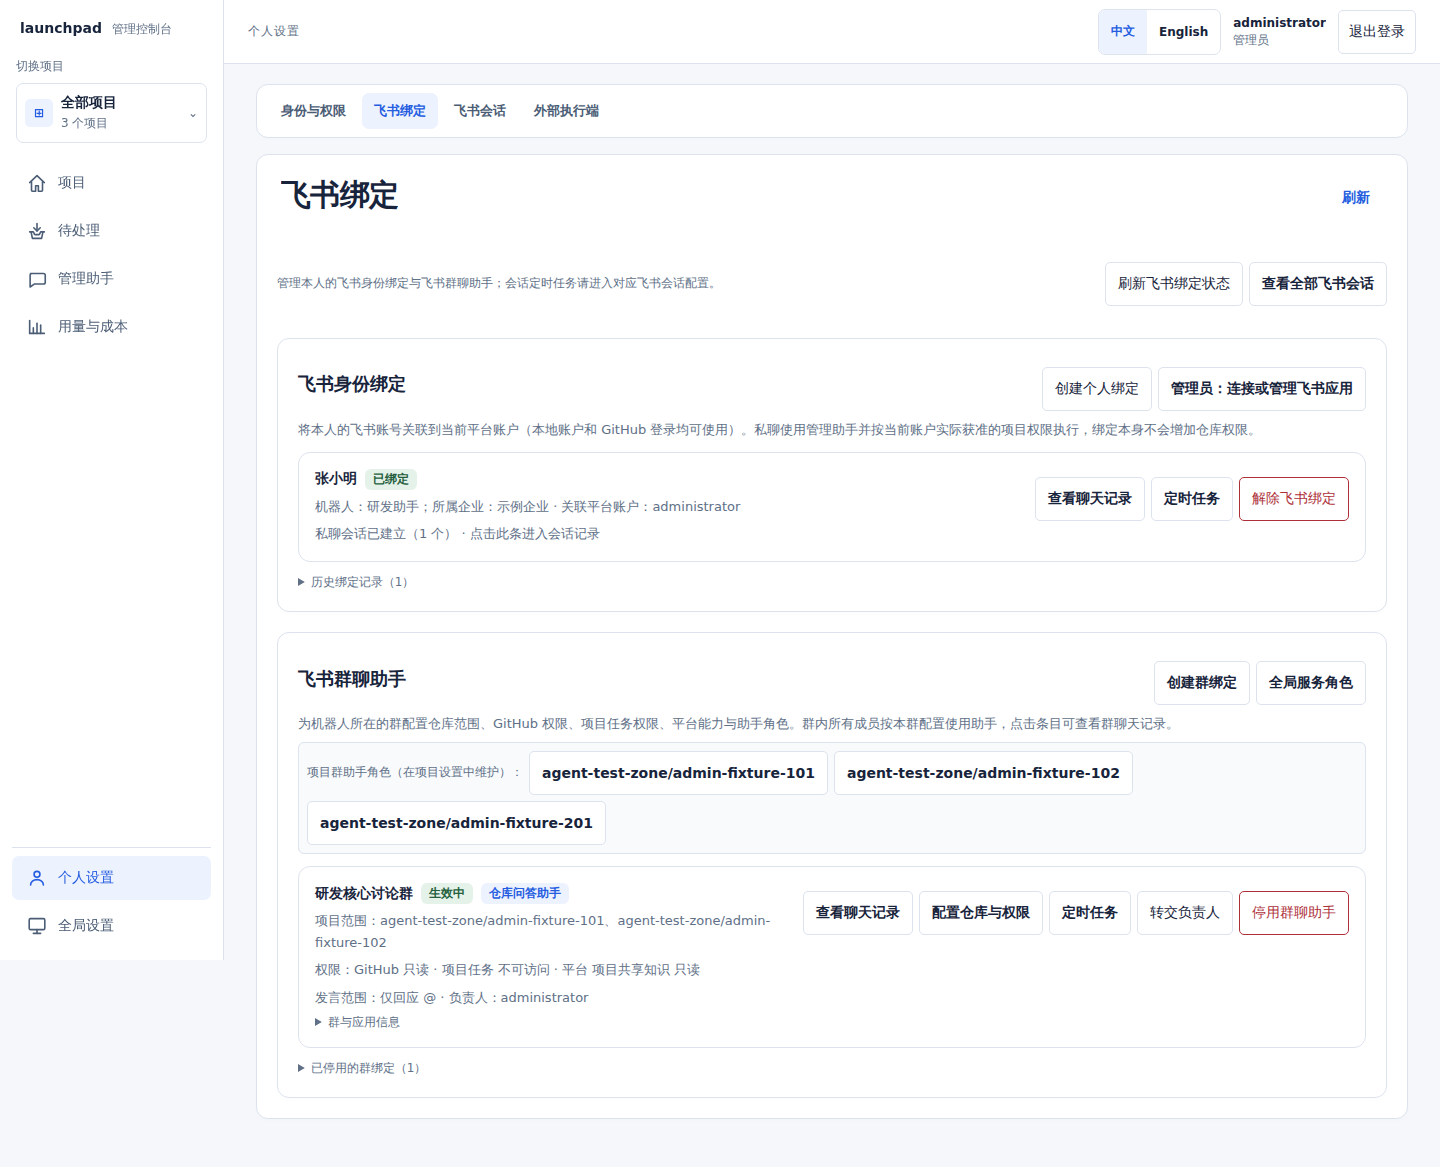 launchpad 管理控制台
切换项目
全部项目
3 个项目
项目
待处理
管理助手
用量与成本
个人设置
全局设置
个人设置
中文 English
administrator
管理员
退出登录
身份与权限 飞书绑定 飞书会话 外部执行端
飞书绑定
刷新
管理本人的飞书身份绑定与飞书群聊助手；会话定时任务请进入对应飞书会话配置。
刷新飞书绑定状态 查看全部飞书会话
飞书身份绑定
创建个人绑定 管理员：连接或管理飞书应用
将本人的飞书账号关联到当前平台账户（本地账户和 GitHub 登录均可使用）。私聊使用管理助手并按当前账户实际获准的项目权限执行，绑定本身不会增加仓库权限。
张小明 已绑定
机器人：研发助手；所属企业：示例企业 · 关联平台账户：administrator
私聊会话已建立（1 个） · 点击此条进入会话记录
查看聊天记录 定时任务 解除飞书绑定
历史绑定记录（1）
飞书群聊助手
创建群绑定 全局服务角色
为机器人所在的群配置仓库范围、GitHub 权限、项目任务权限、平台能力与助手角色。群内所有成员按本群配置使用助手，点击条目可查看群聊天记录。
项目群助手角色（在项目设置中维护）： agent-test-zone/admin-fixture-101 agent-test-zone/admin-fixture-102
agent-test-zone/admin-fixture-201
研发核心讨论群 生效中 仓库问答助手
项目范围：agent-test-zone/admin-fixture-101、agent-test-zone/admin-
fixture-102
权限：GitHub 只读 · 项目任务 不可访问 · 平台 项目共享知识 只读
发言范围：仅回应 @ · 负责人：administrator
群与应用信息
查看聊天记录 配置仓库与权限 定时任务 转交负责人 停用群聊助手
已停用的群绑定（1）